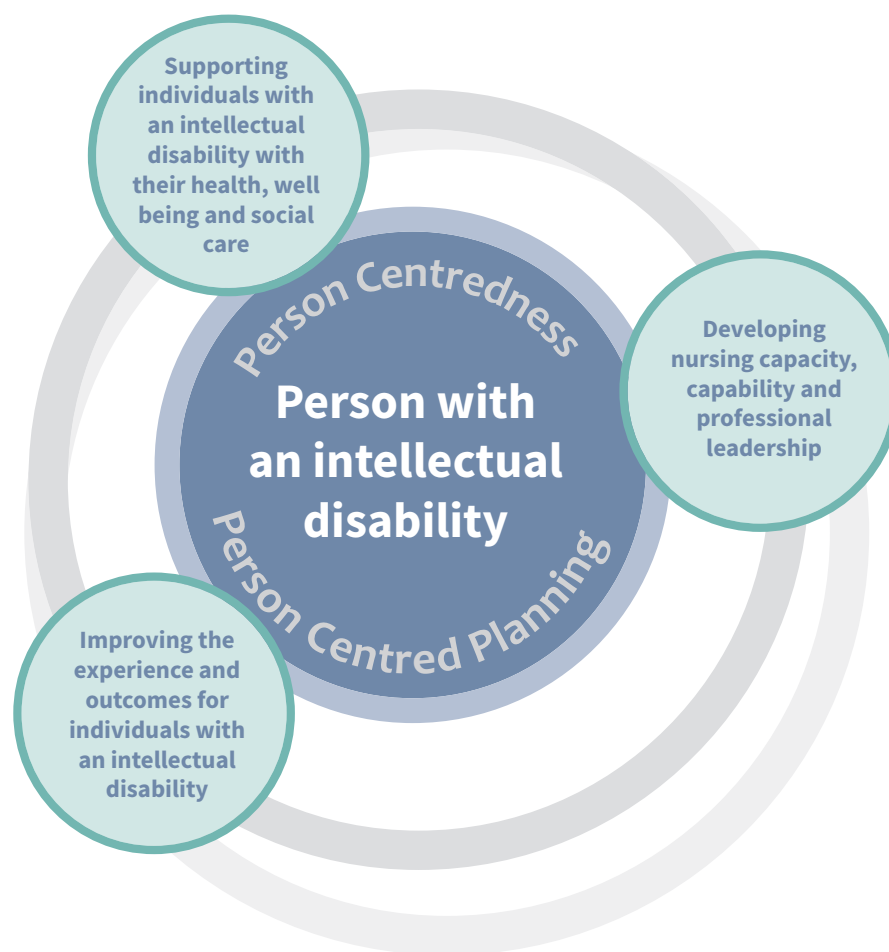 Supporting
individuals with
an intellectual
disability with
their health, well
being and social
care
Person Centredness
Person with
an intellectual
disability
Person Centred Planning
Developing
nursing capacity,
capability and
professional
leadership
Improving the
experience and
outcomes for
individuals with
an intellectual
disability